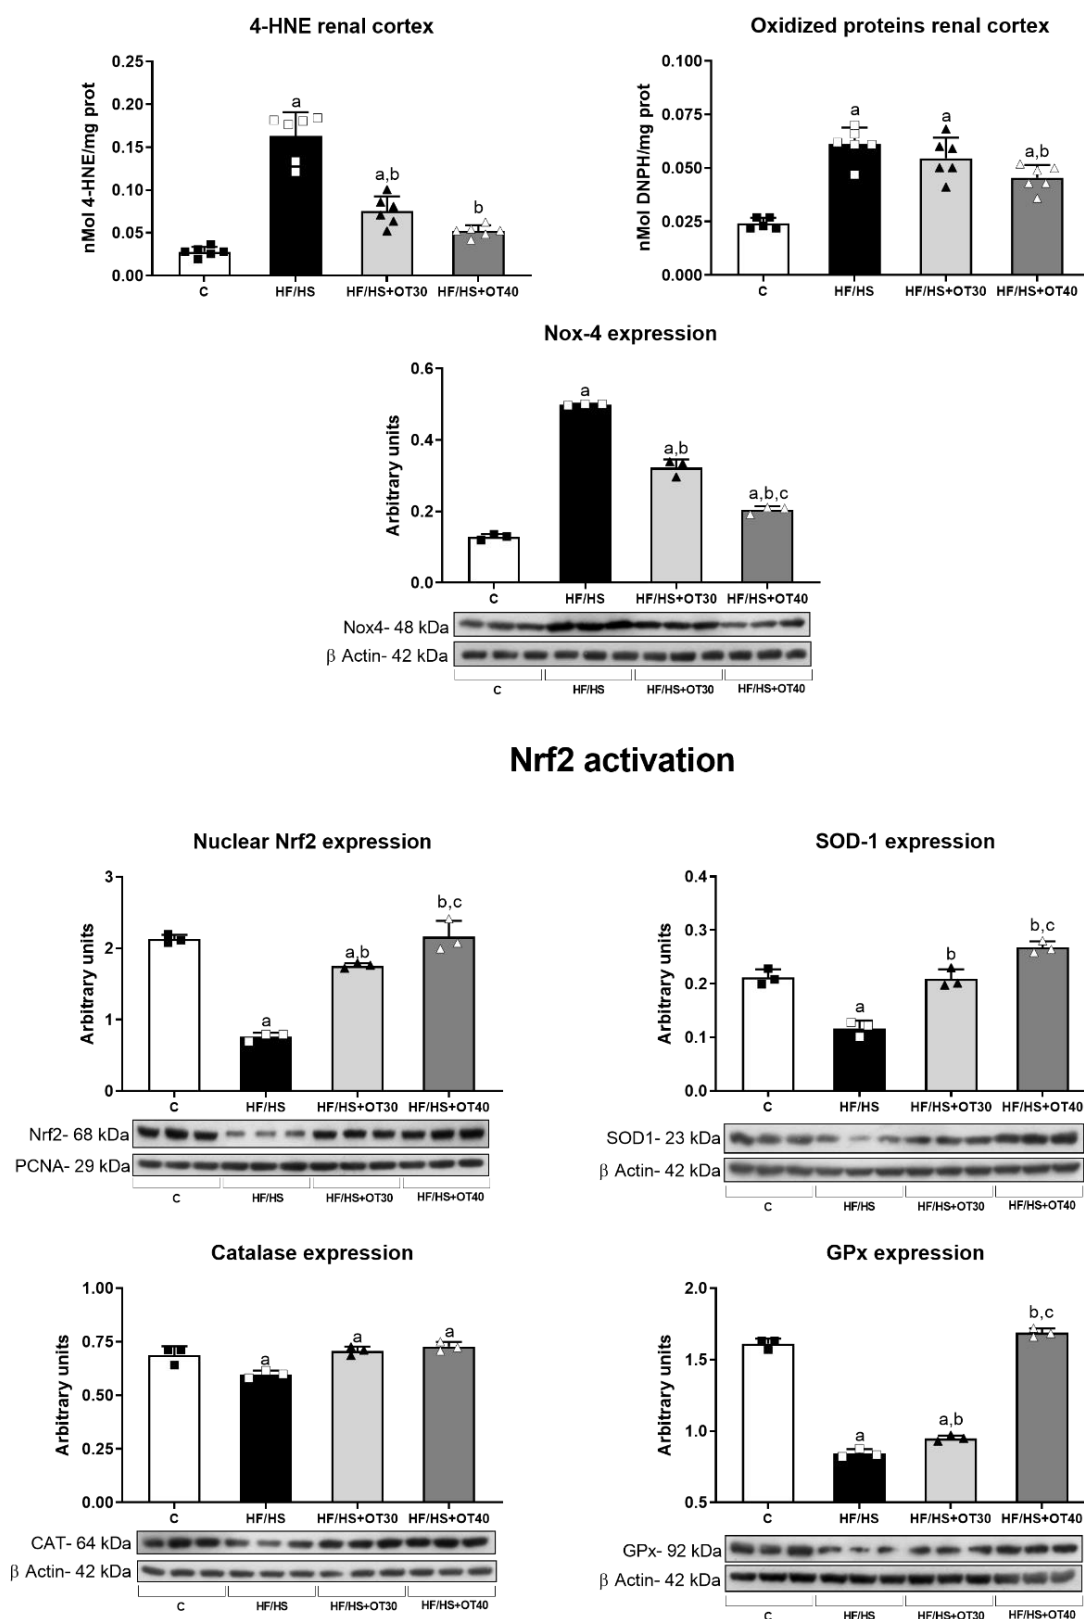 4-HNE renal cortex
nMol 4-HNE/mg prot
0.25
0.20
0.15
0.10
0.05
0.00
a
a,b
b
C HF/HS HF/HS+OT30 HF/HS+OT40
Oxidized proteins renal cortex
nMol DNPH/mg prot
0.100
0.075
0.050
0.025
0.000
a
a
a,b
C HF/HS HF/HS+OT30 HF/HS+OT40
Nox-4 expression
Arbitrary units
0.6
0.4
0.2
0.0
a
a,b
a,b,c
C HF/HS HF/HS+OT30 HF/HS+OT40
Nox4- 48 kDa
β Actin- 42 kDa
C HF/HS HF/HS+OT30 HF/HS+OT40
Nrf2 activation
Nuclear Nrf2 expression
Arbitrary units
3
2
1
0
a
a,b
b,c
C HF/HS HF/HS+OT30 HF/HS+OT40
Nrf2- 68 kDa
PCNA- 29 kDa
C HF/HS HF/HS+OT30 HF/HS+OT40
SOD-1 expression
Arbitrary units
0.4
0.3
0.2
0.1
0.0
a
b
b,c
C HF/HS HF/HS+OT30 HF/HS+OT40
SOD1- 23 kDa
β Actin- 42 kDa
C HF/HS HF/HS+OT30 HF/HS+OT40
Catalase expression
Arbitrary units
1.00
0.75
0.50
0.25
0.00
a
a
a
C HF/HS HF/HS+OT30 HF/HS+OT40
CAT- 64 kDa
β Actin- 42 kDa
C HF/HS HF/HS+OT30 HF/HS+OT40
GPx expression
Arbitrary units
2.0
1.5
1.0
0.5
a
a,b
b,c
C HF/HS HF/HS+OT30 HF/HS+OT40
GPx- 92 kDa
β Actin- 42 kDa
C HF/HS HF/HS+OT30 HF/HS+OT40